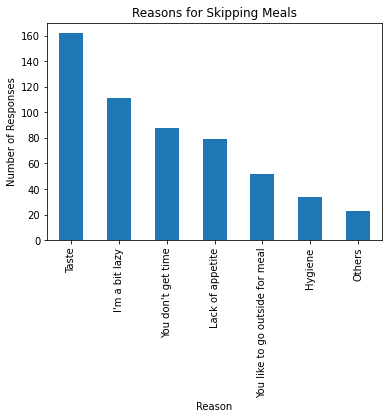 Reasons for Skipping Meals
Number of Responses
160
140
120
100
80
60
40
20
0
Taste
I'm a bit lazy
You don't get time
Lack of appetite
You like to go outside for meal
Hygiene
Others
Reason